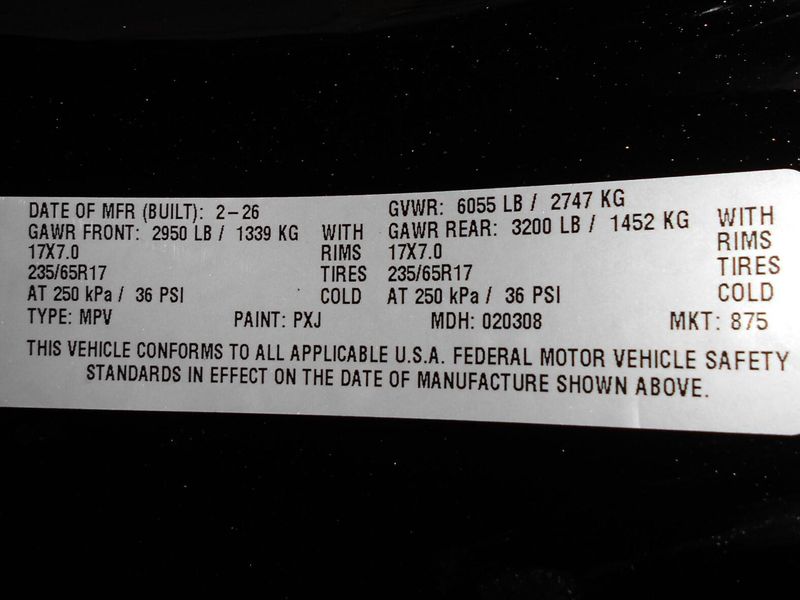 DATE OF MFR (BUILT): 2-26 GVWR: 6055 LB / 2747 KG
GAWR FRONT: 2950 LB / 1339 KG WITH GAWR REAR: 3200 LB / 1452 KG WITH
17X7.0 RIMS 17X7.0 RIMS
235/65R17 TIRES 235/65R17 TIRES
AT 250 kPa / 36 PSI COLD AT 250 kPa / 36 PSI COLD
TYPE: MPV PAINT: PXJ MDH: 020308 MKT: 875
THIS VEHICLE CONFORMS TO ALL APPLICABLE U.S.A. FEDERAL MOTOR VEHICLE SAFETY
STANDARDS IN EFFECT ON THE DATE OF MANUFACTURE SHOWN ABOVE.